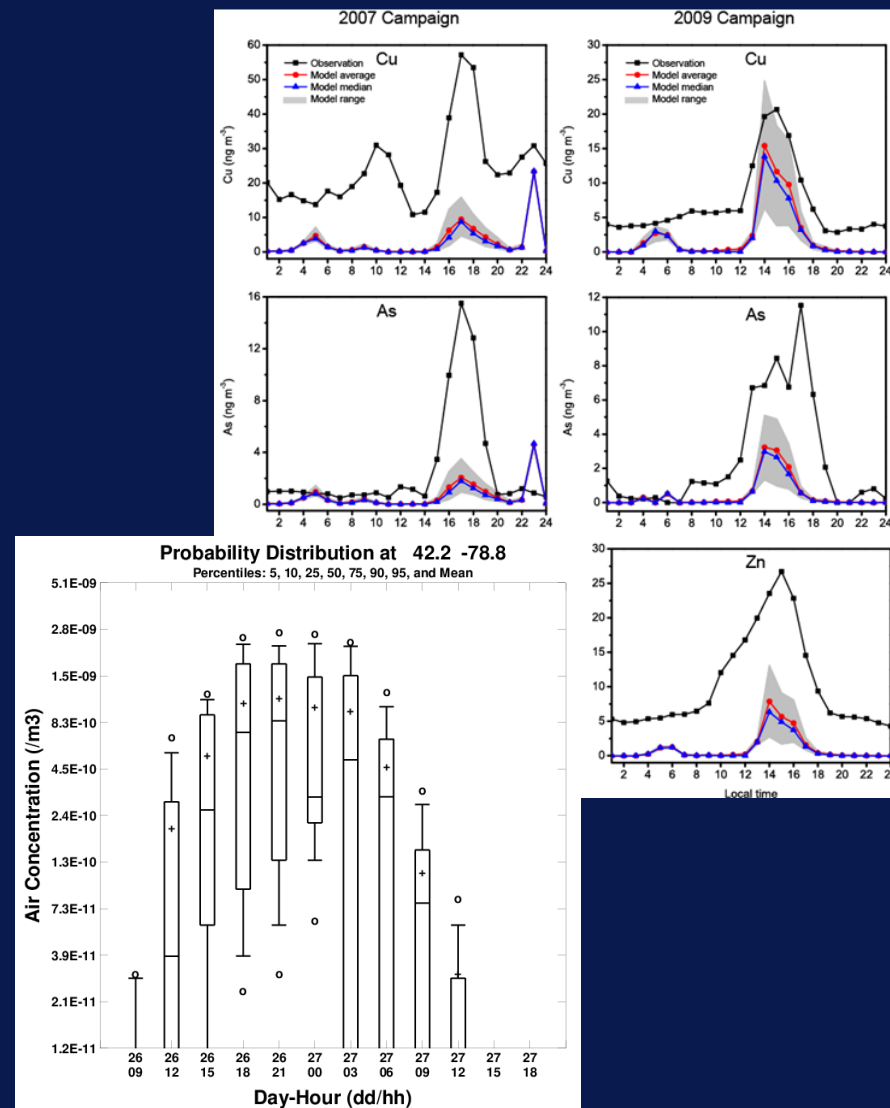 2007 Campaign
2009 Campaign
Cu
Observation
Model average
Model median
Model range
Cu (ng m⁻³)
60
50
40
30
20
10
0
2 4 6 8 10 12 14 16 18 20 22 24
Cu
Observation
Model average
Model median
Model range
Cu (ng m⁻³)
30
25
20
15
10
5
0
2 4 6 8 10 12 14 16 18 20 22 24
As
As (ng m⁻³)
16
12
8
4
0
2 4 6 8 10 12 14 16 18 20 22 24
As
As (ng m⁻³)
12
10
8
6
4
2
0
2 4 6 8 10 12 14 16 18 20 22 24
Zn
30
25
20
15
10
5
0
2 4 6 8 10 12 14 16 18 20 22 24
Local time
Probability Distribution at 42.2 -78.8
Percentiles: 5, 10, 25, 50, 75, 90, 95, and Mean
Air Concentration (/m3)
5.1E-09
2.8E-09
1.5E-09
8.3E-10
4.5E-10
2.4E-10
1.3E-10
7.3E-11
3.9E-11
2.1E-11
1.2E-11
26 26 26 26 26 27 27 27 27 27 27 27
09 12 15 18 21 00 03 06 09 12 15 18
Day-Hour (dd/hh)